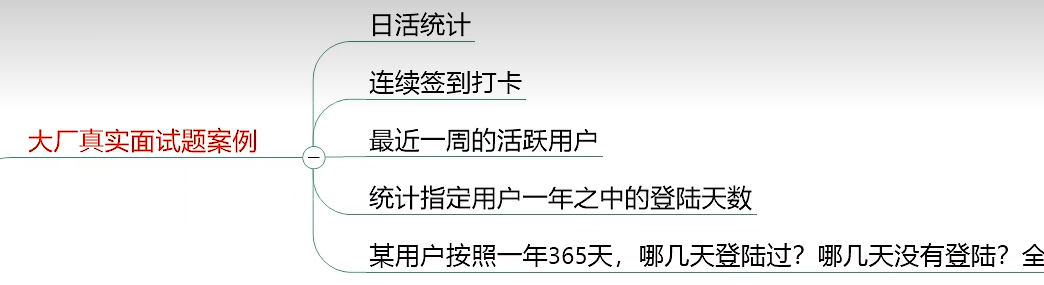 日活统计
连续签到打卡
大厂真实面试题案例
最近一周的活跃用户
统计指定用户一年之中的登陆天数
某用户按照一年365天，哪几天登陆过？哪几天没有登陆？全